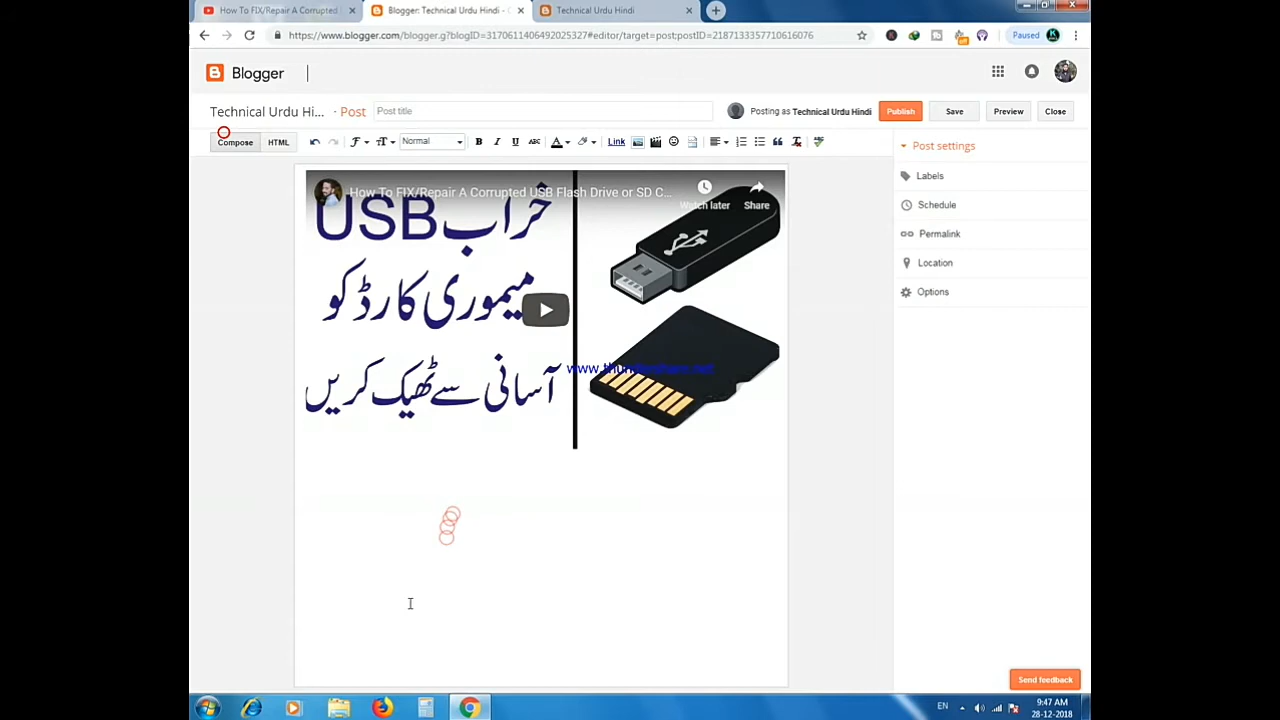 How To FIX/Repair A Corrupted
Blogger: Technical Urdu Hindi - C
Technical Urdu Hindi
https://www.blogger.com/blogger.g?blogID=3170611406492025327#editor/target=post;postID=2187133357710616076
Paused
Blogger
Technical Urdu Hi... · Post
Post title
Posting as Technical Urdu Hindi
Publish
Save
Preview
Close
Compose
HTML
Normal
Link
ABC
Post settings
Labels
Schedule
Permalink
Location
Options
How To FIX/Repair A Corrupted USB Flash Drive or SD C...
Watch later
Share
خراب USB
میموری کارڈ کو
آسانی سے ٹھیک کریں
www.thundershare.net
Send feedback
EN
9:47 AM
28-12-2018